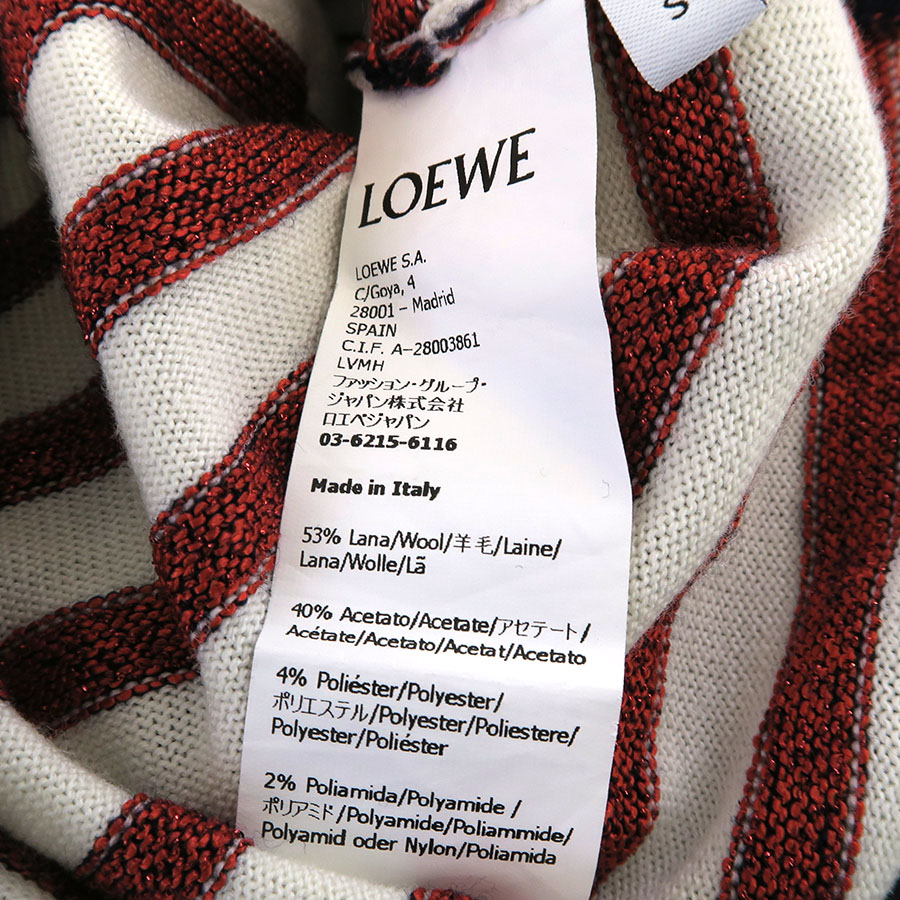 S
LOEWE
LOEWE S.A.
C/Goya, 4
28001 – Madrid
SPAIN
C.I.F. A-28003861
LVMH
ファッション・グループ・
ジャパン株式会社
ロエベジャパン
03-6215-6116
Made in Italy
53% Lana/Wool/羊毛/Laine/
Lana/Wolle/Lã
40% Acetato/Acetate/アセテート/
Acétate/Acetato/Acetat/Acetato
4% Poliéster/Polyester/
ポリエステル/Polyester/Poliestere/
Polyester/Poliéster
2% Poliamida/Polyamide /
ポリアミド/Polyamide/Poliammide/
Polyamid oder Nylon/Poliamida